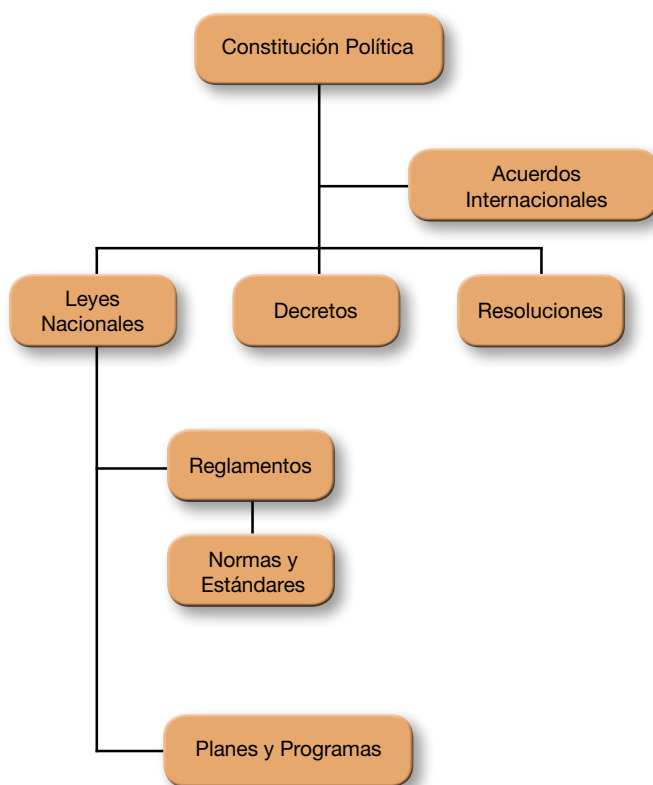 Constitución Política
Acuerdos
Internacionales
Leyes
Nacionales
Decretos
Resoluciones
Reglamentos
Normas y
Estándares
Planes y Programas